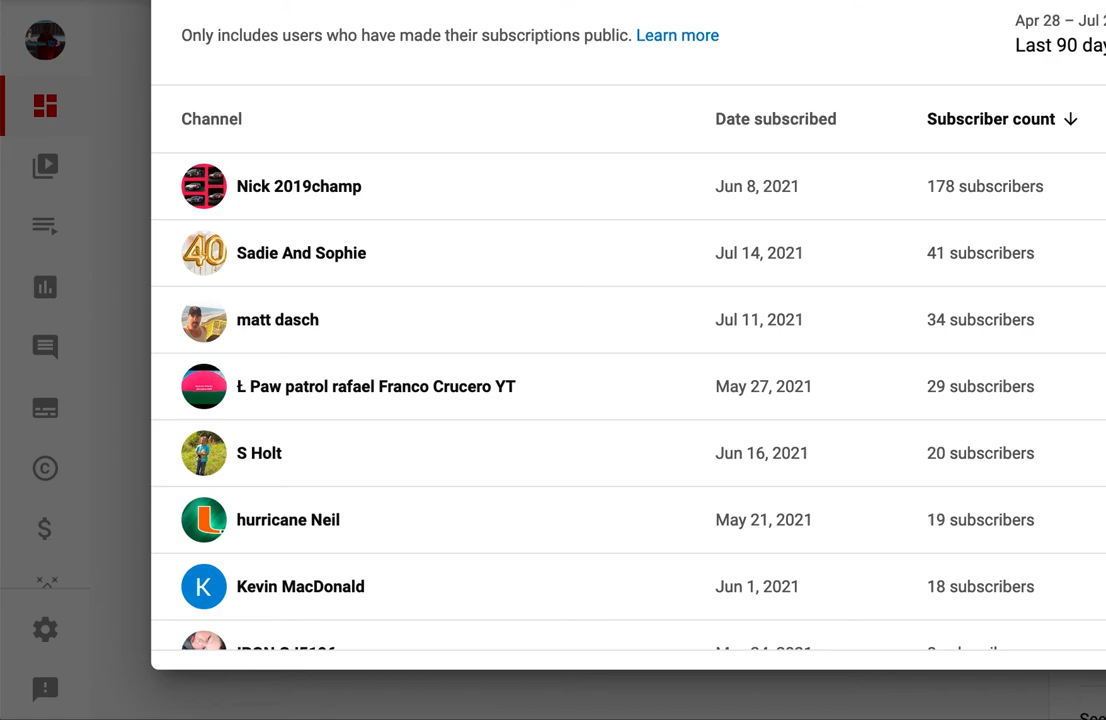 Apr 28 – Jul 2
Only includes users who have made their subscriptions public. Learn more
Last 90 day
Channel Date subscribed Subscriber count
Nick 2019champ Jun 8, 2021 178 subscribers
40
Sadie And Sophie Jul 14, 2021 41 subscribers
matt dasch Jul 11, 2021 34 subscribers
Ł Paw patrol rafael Franco Crucero YT May 27, 2021 29 subscribers
S Holt Jun 16, 2021 20 subscribers
hurricane Neil May 21, 2021 19 subscribers
K Kevin MacDonald Jun 1, 2021 18 subscribers